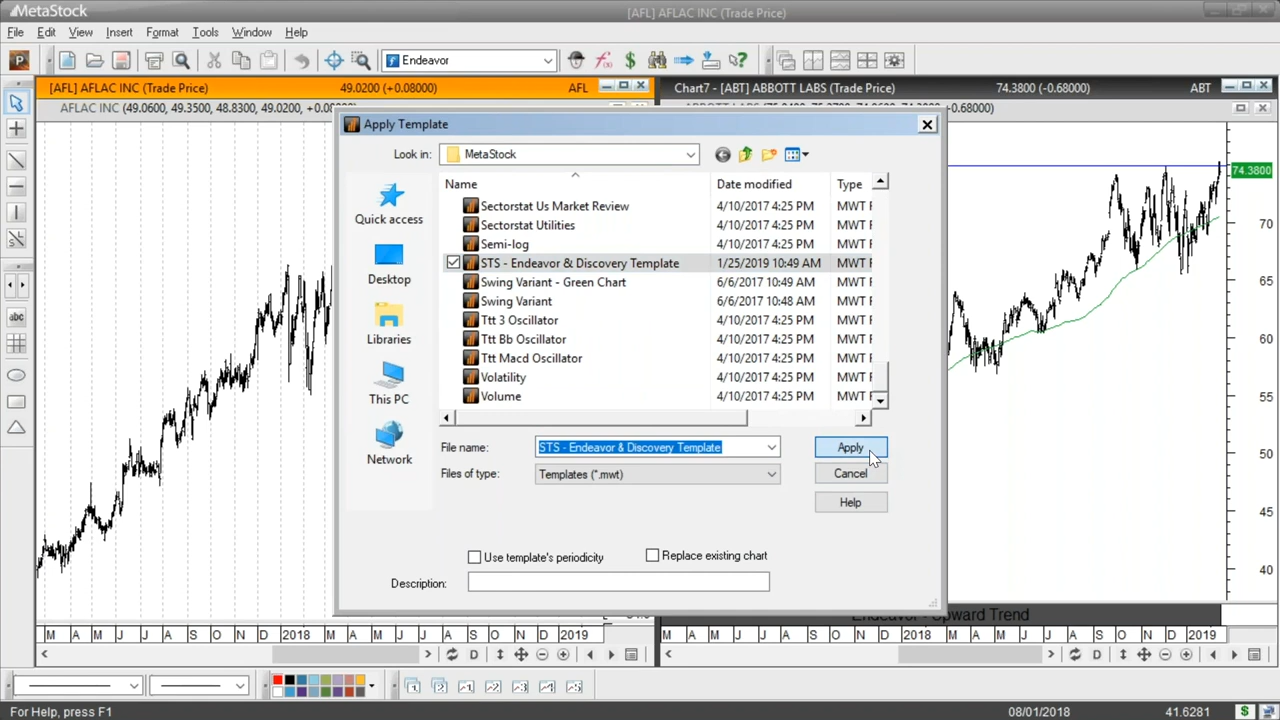 MetaStock
[AFL] AFLAC INC (Trade Price)
File Edit View Insert Format Tools Window Help
P
Endeavor
[AFL] AFLAC INC (Trade Price) 49.0200 (+0.08000) AFL
Chart7 - [ABT] ABBOTT LABS (Trade Price) 74.3800 (-0.68000) ABT
AFLAC INC (49.0600, 49.3500, 48.8300, 49.0200, +0.08000)
Apply Template
Look in: MetaStock
Name Date modified Type
Sectorstat Us Market Review 4/10/2017 4:25 PM MWT F
Sectorstat Utilities 4/10/2017 4:25 PM MWT F
Semi-log 4/10/2017 4:25 PM MWT F
STS - Endeavor & Discovery Template 1/25/2019 10:49 AM MWT F
Swing Variant - Green Chart 6/6/2017 10:49 AM MWT F
Swing Variant 6/6/2017 10:48 AM MWT F
Ttt 3 Oscillator 4/10/2017 4:25 PM MWT F
Ttt Bb Oscillator 4/10/2017 4:25 PM MWT F
Ttt Macd Oscillator 4/10/2017 4:25 PM MWT F
Volatility 4/10/2017 4:25 PM MWT F
Volume 4/10/2017 4:25 PM MWT F
Quick access
Desktop
Libraries
This PC
Network
File name: STS - Endeavor & Discovery Template
Apply
Files of type: Templates (*.mwt)
Cancel
Help
Use template's periodicity
Replace existing chart
Description:
74.3800
70
65
60
55
50
45
40
Endeavor - Upward Trend
M A M J J A S O N D 2018 M A M J J A S O N D 2019
M A M J J A S O N D 2018 M A M J J A S O N D 2019
D
D
abc
For Help, press F1
08/01/2018
41.6281